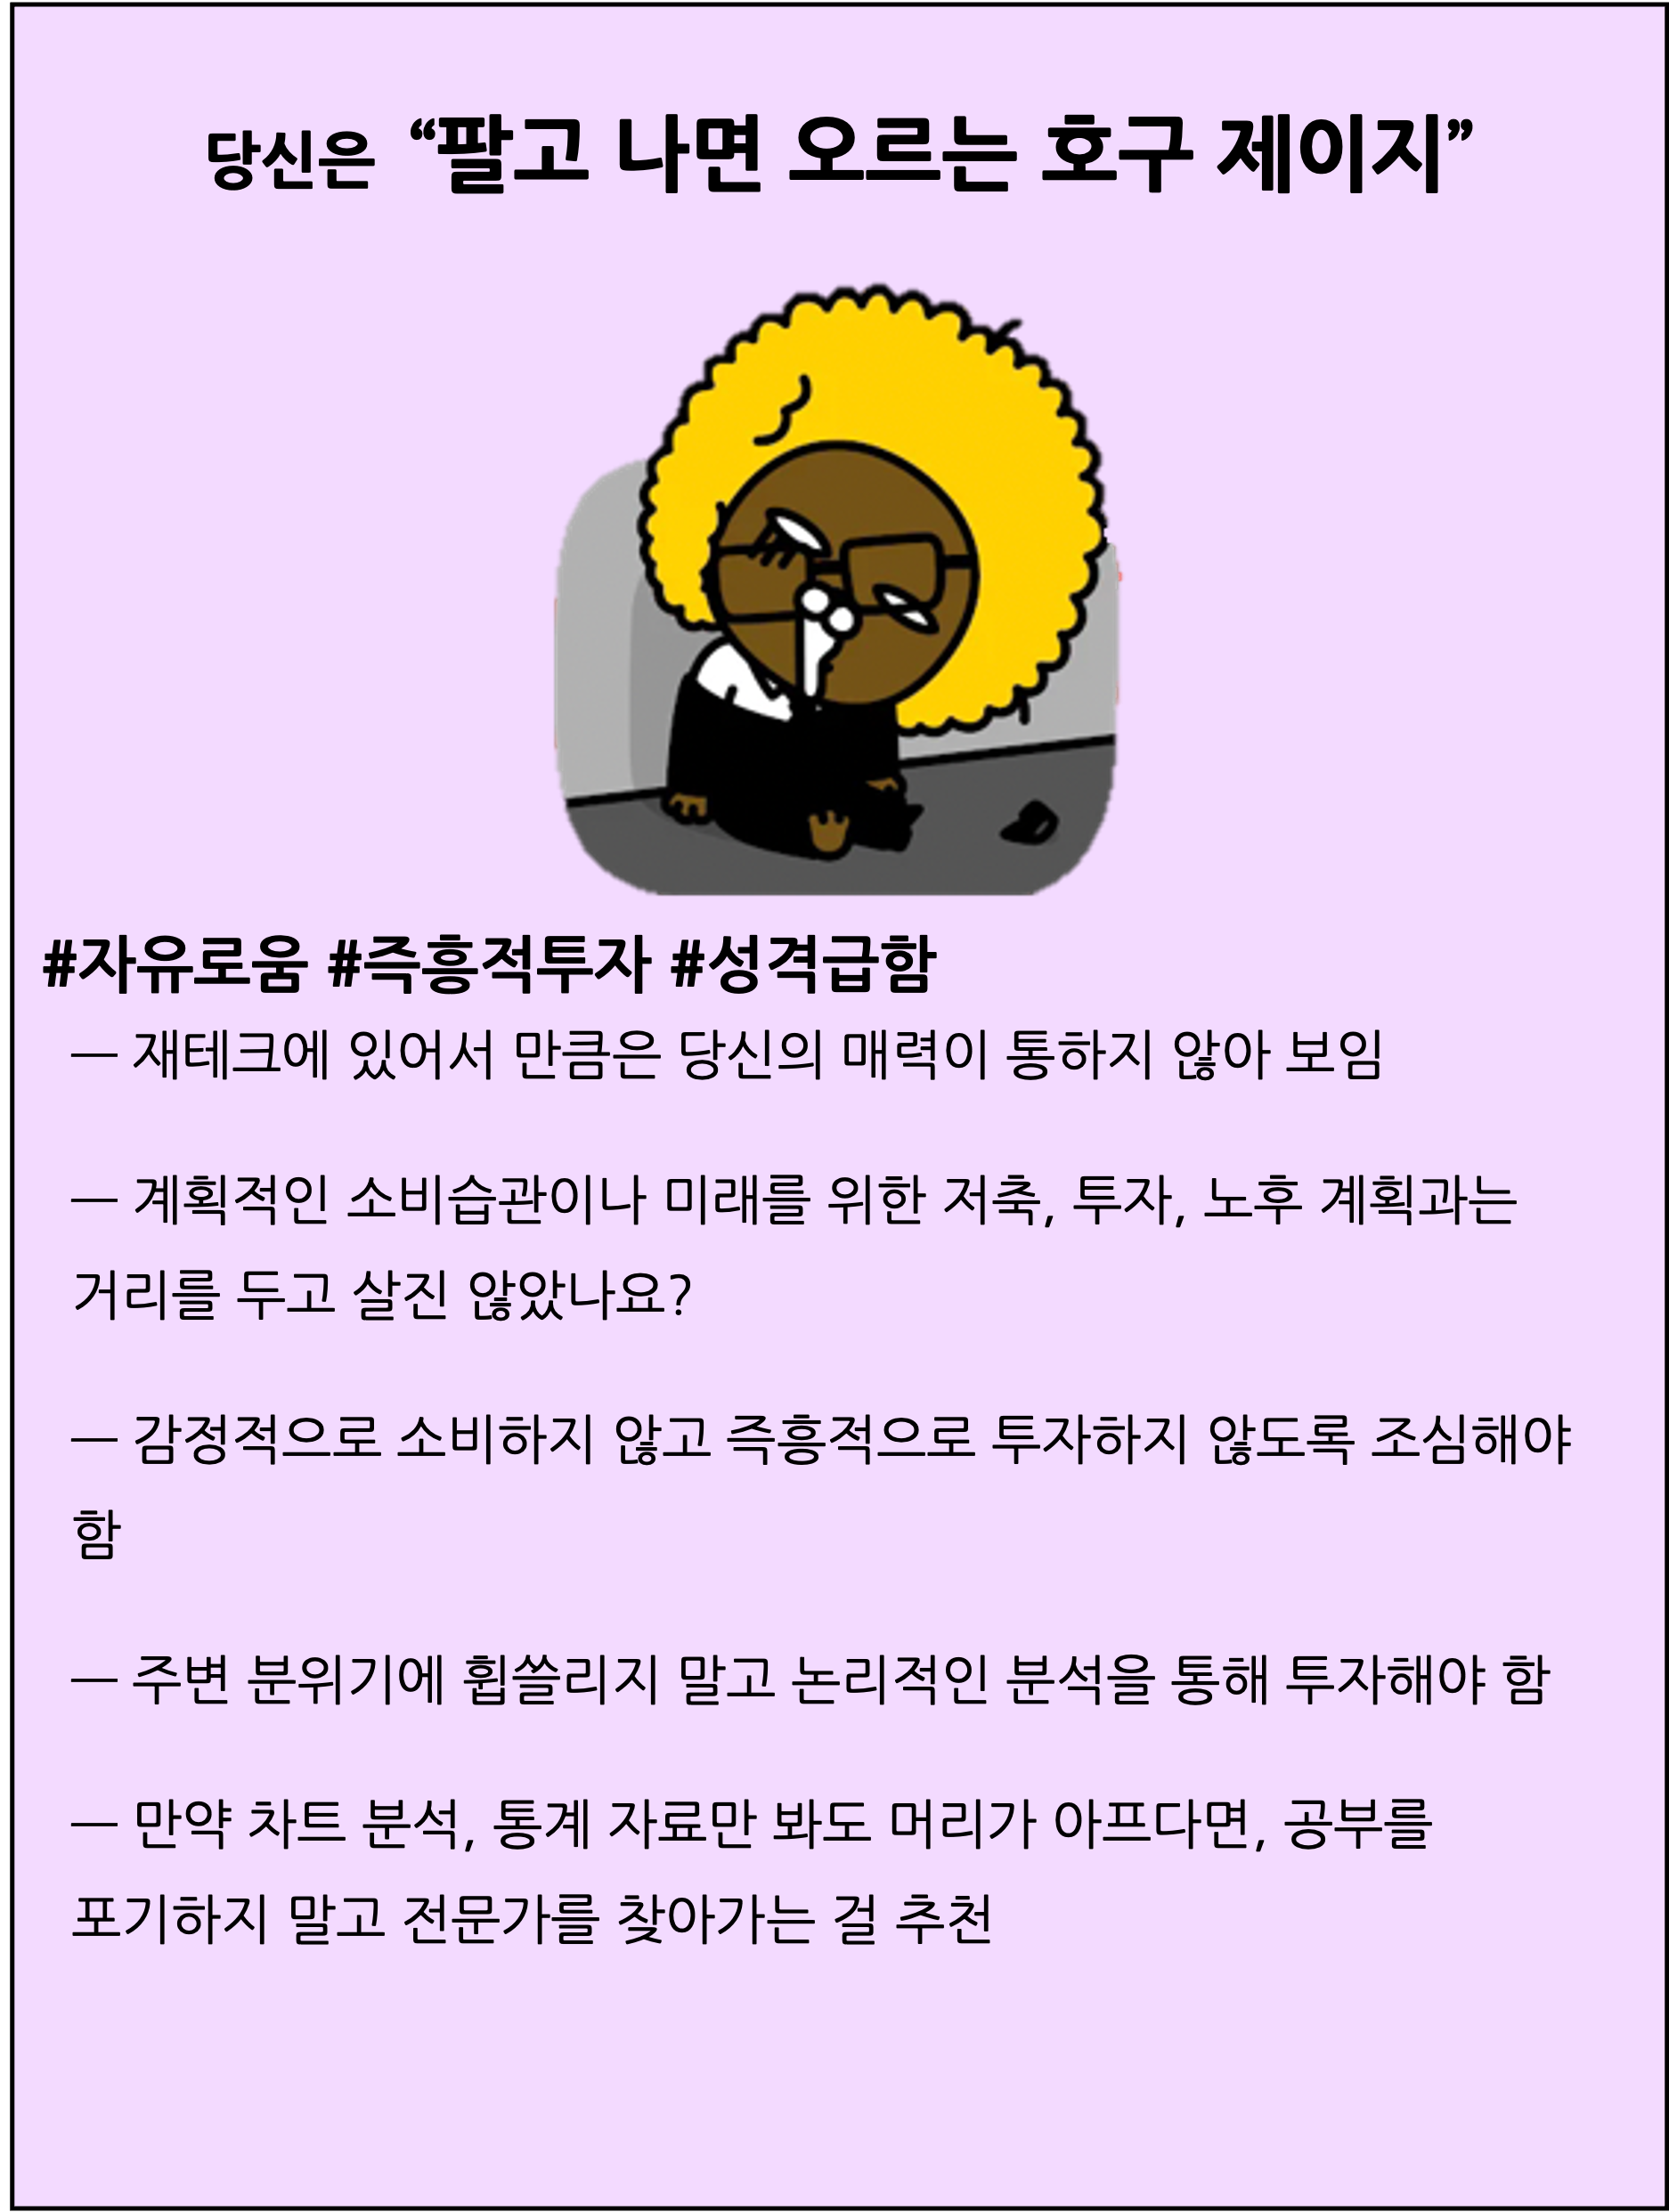 당신은 “팔고 나면 오르는 호구 제이지”
#자유로움 #즉흥적투자 #성격급함
— 재테크에 있어서 만큼은 당신의 매력이 통하지 않아 보임
— 계획적인 소비습관이나 미래를 위한 저축, 투자, 노후 계획과는
거리를 두고 살진 않았나요?
— 감정적으로 소비하지 않고 즉흥적으로 투자하지 않도록 조심해야
함
— 주변 분위기에 휩쓸리지 말고 논리적인 분석을 통해 투자해야 함
— 만약 차트 분석, 통계 자료만 봐도 머리가 아프다면, 공부를
포기하지 말고 전문가를 찾아가는 걸 추천